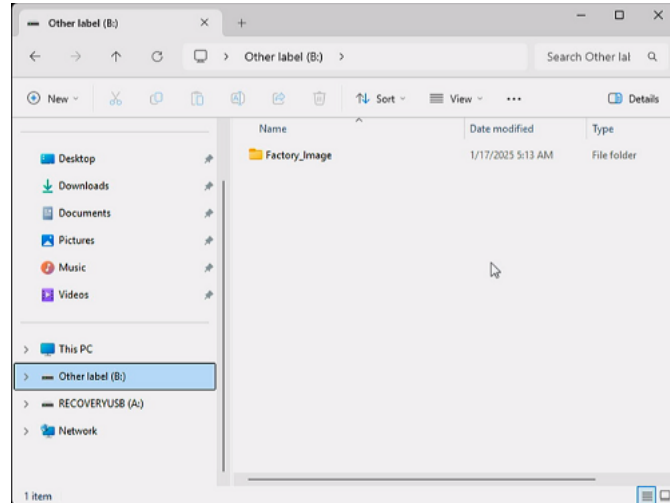 Other label (B:)
Other label (B:)
Search Other lal
New
Sort
View
Details
Name
Date modified
Type
Factory_Image
1/17/2025 5:13 AM
File folder
Desktop
Downloads
Documents
Pictures
Music
Videos
This PC
Other label (B:)
RECOVERYUSB (A:)
Network
1 item